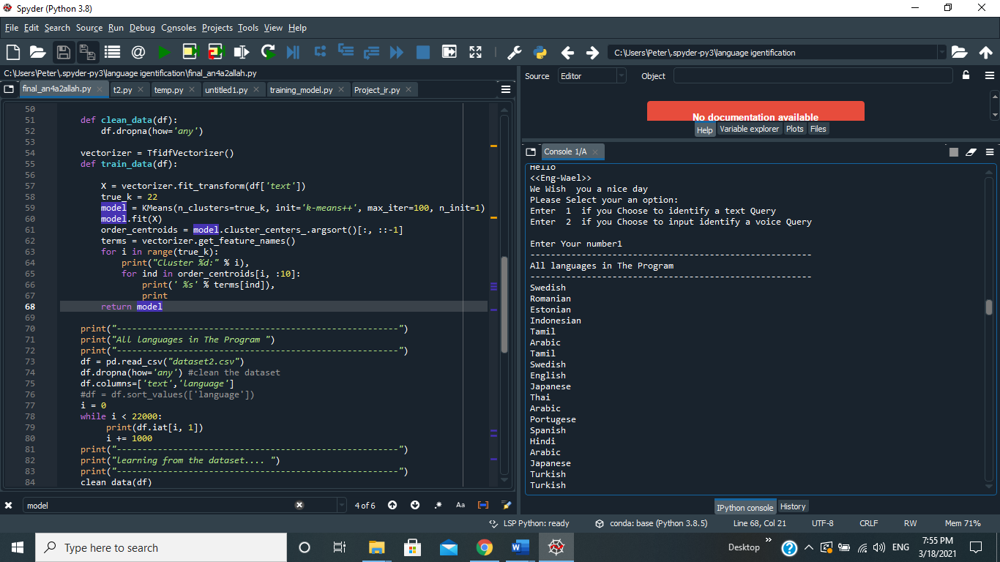 Spyder (Python 3.8)
File Edit Search Source Run Debug Consoles Projects Tools View Help
C:\Users\Peter\.spyder-py3\language igentification
C:\Users\Peter\.spyder-py3\language igentification\final_an4a2allah.py
final_an4a2allah.py t2.py temp.py untitled1.py training_model.py Project_ir.py
50
51 def clean_data(df):
52 df.dropna(how='any')
53
54 vectorizer = TfidfVectorizer()
55 def train_data(df):
56
57 X = vectorizer.fit_transform(df['text'])
58 true_k = 22
59 model = KMeans(n_clusters=true_k, init='k-means++', max_iter=100, n_init=1)
60 model.fit(X)
61 order_centroids = model.cluster_centers_.argsort()[:, ::-1]
62 terms = vectorizer.get_feature_names()
63 for i in range(true_k):
64 print("Cluster %d:" % i),
65 for ind in order_centroids[i, :10]:
66 print(' %s' % terms[ind]),
67 print
68 return model
69
70 print("-------------------------------------------------------")
71 print("All languages in The Program ")
72 print("-------------------------------------------------------")
73 df = pd.read_csv("dataset2.csv")
74 df.dropna(how='any') #clean the dataset
75 df.columns=['text','language']
76 #df = df.sort_values(['language'])
77 i = 0
78 while i < 22000:
79 print(df.iat[i, 1])
80 i += 1000
81 print("-------------------------------------------------------")
82 print("learning from the dataset.... ")
83 print("-------------------------------------------------------")
84 clean_data(df)
model 4 of 6 .* Aa
Source Editor Object
No documentation available
Help Variable explorer Plots Files
Console 1/A
Hello
<<Eng-Wael>>
We Wish  you a nice day
PLease Select your an option:
Enter  1  if you Choose to identify a text Query
Enter  2  if you Choose to input identify a voice Query
Enter Your number1
-------------------------------------------------------
All languages in The Program
-------------------------------------------------------
Swedish
Romanian
Estonian
Indonesian
Tamil
Arabic
Tamil
Swedish
English
Japanese
Thai
Arabic
Portugese
Spanish
Hindi
Arabic
Japanese
Turkish
Turkish
IPython console History
LSP Python: ready conda: base (Python 3.8.5) Line 68, Col 21 UTF-8 CRLF RW Mem 71%
Type here to search
Desktop ENG 7:55 PM
3/18/2021